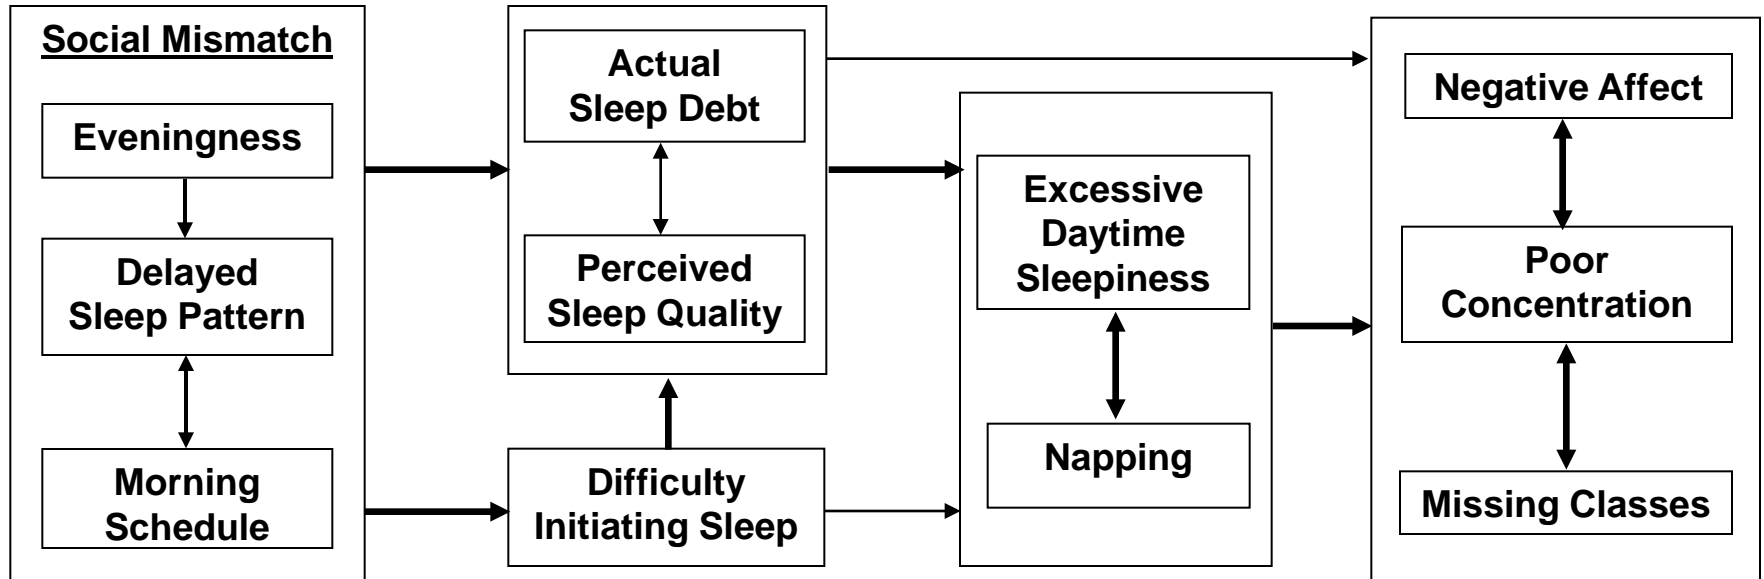 Social Mismatch
Eveningness
Delayed
Sleep Pattern
Morning
Schedule
Actual
Sleep Debt
Perceived
Sleep Quality
Difficulty
Initiating Sleep
Excessive
Daytime
Sleepiness
Napping
Negative Affect
Poor
Concentration
Missing Classes